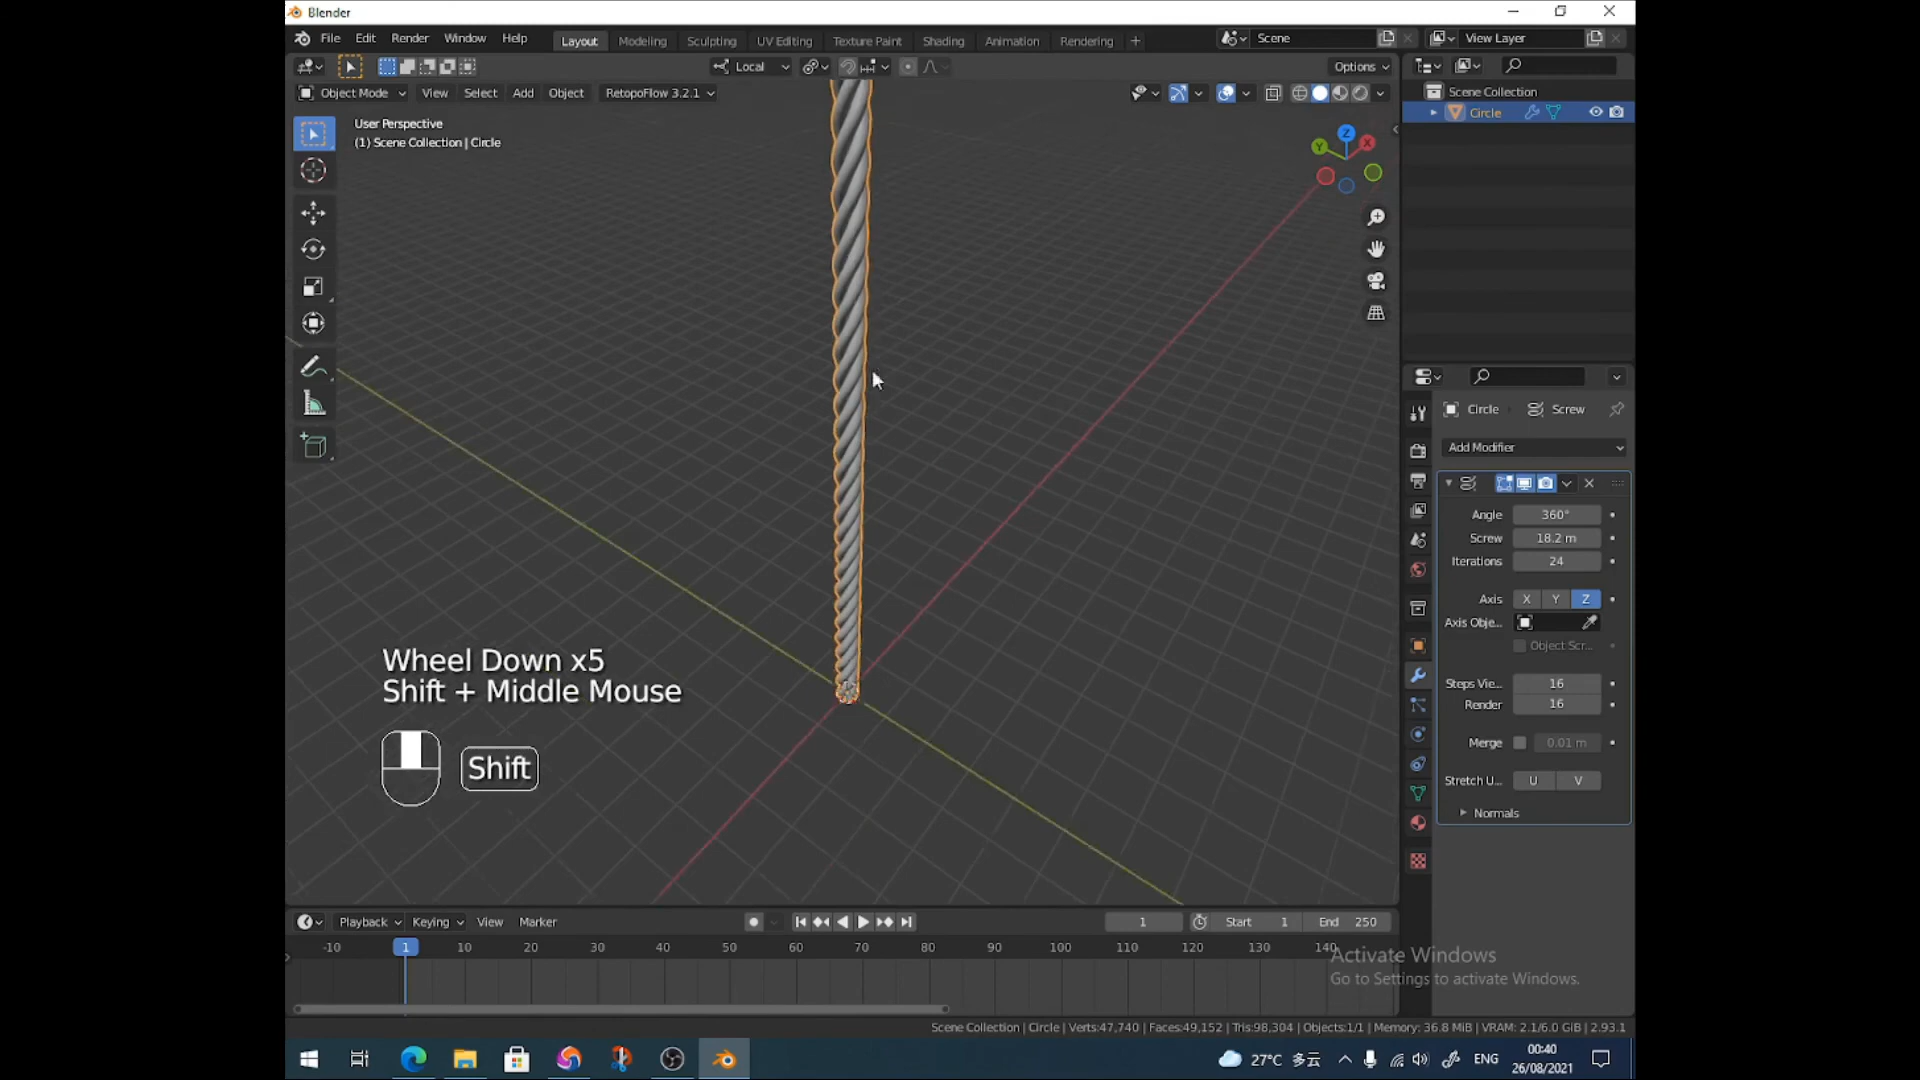 Blender
File Edit Render Window Help
Layout Modeling Sculpting UV Editing Texture Paint Shading Animation Rendering +
Scene
View Layer
Local
Options
Object Mode View Select Add Object RetopoFlow 3.2.1
Scene Collection
Circle
User Perspective
(1) Scene Collection | Circle
Z
X
Y
Circle Screw
Add Modifier
Angle 360°
Screw 18.2 m
Iterations 24
Axis X Y Z
Axis Obje...
Object Scr...
Steps Vie... 16
Render 16
Merge 0.01 m
Stretch U... U V
Normals
Wheel Down x5
Shift + Middle Mouse
Shift
Playback Keying View Marker
1 Start 1 End 250
-10 1 10 20 30 40 50 60 70 80 90 100 110 120 130 140
Activate Windows
Go to Settings to activate Windows.
Scene Collection | Circle | Verts:47,740 | Faces:49,152 | Tris:98,304 | Objects:1/1 | Memory: 36.8 MiB | VRAM: 2.1/6.0 GiB | 2.93.1
27°C 多云 ENG
00:40
26/08/2021